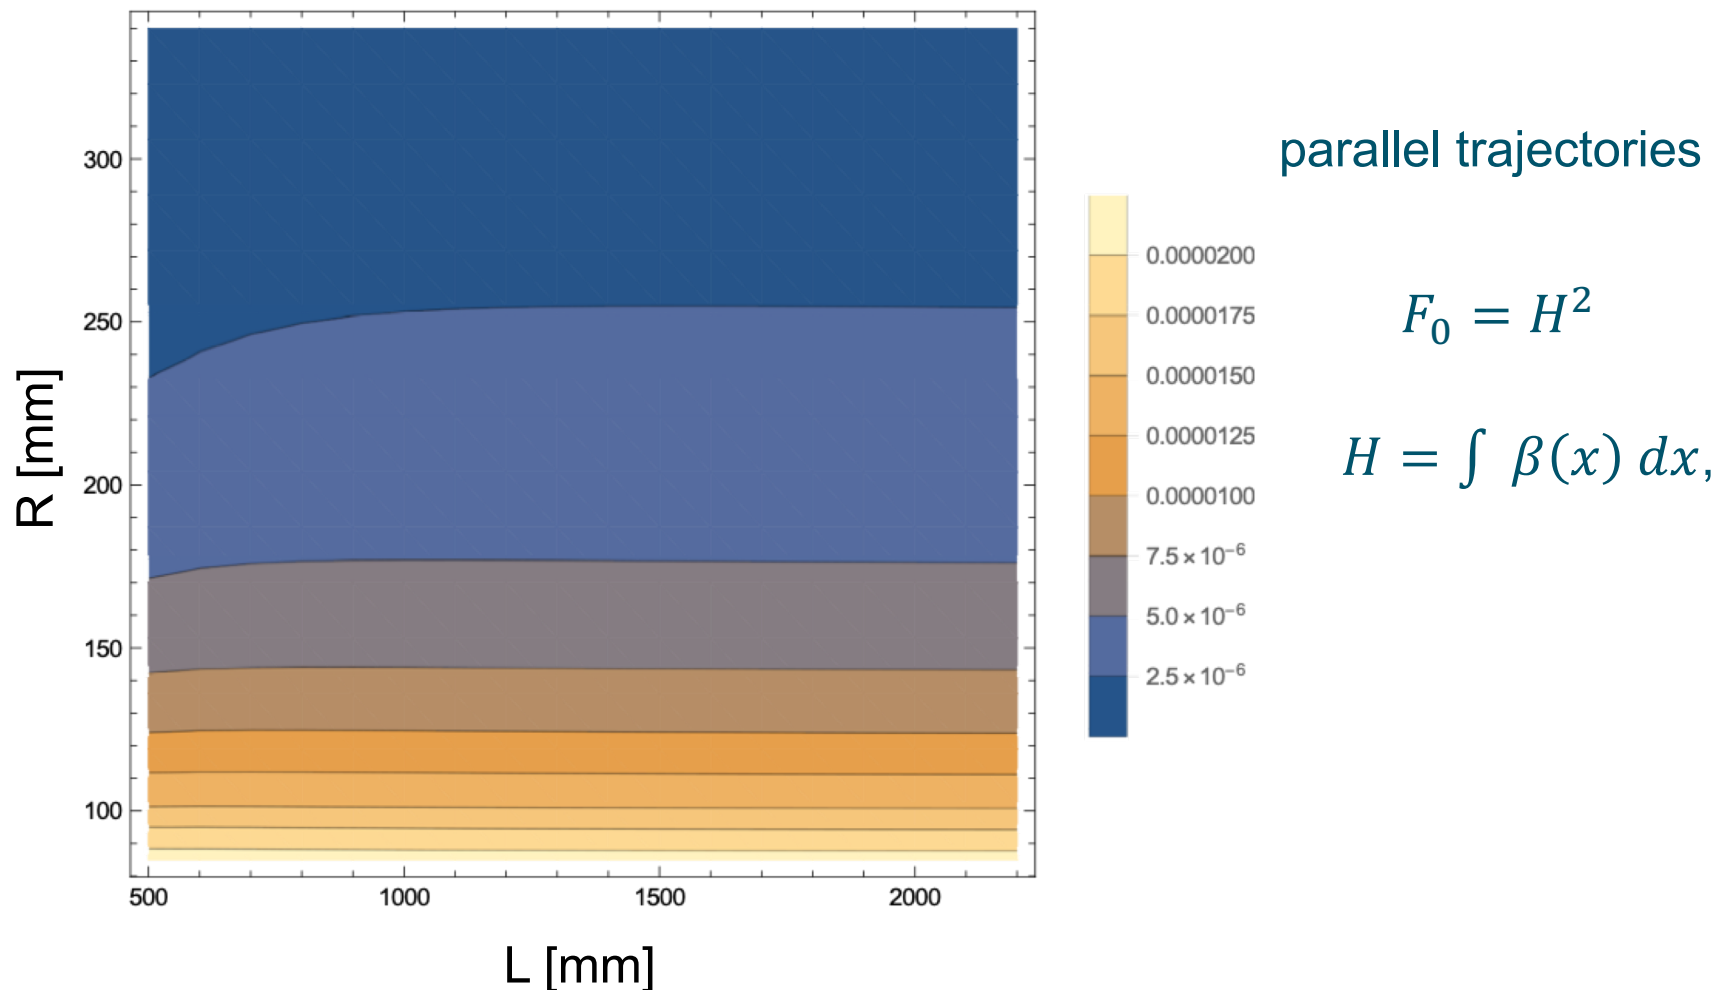 parallel trajectories
F₀ = H²
H = ∫ β(x) dx,
R [mm]
300
250
200
150
100
500
1000
1500
2000
L [mm]
0.0000200
0.0000175
0.0000150
0.0000125
0.0000100
7.5 × 10⁻⁶
5.0 × 10⁻⁶
2.5 × 10⁻⁶